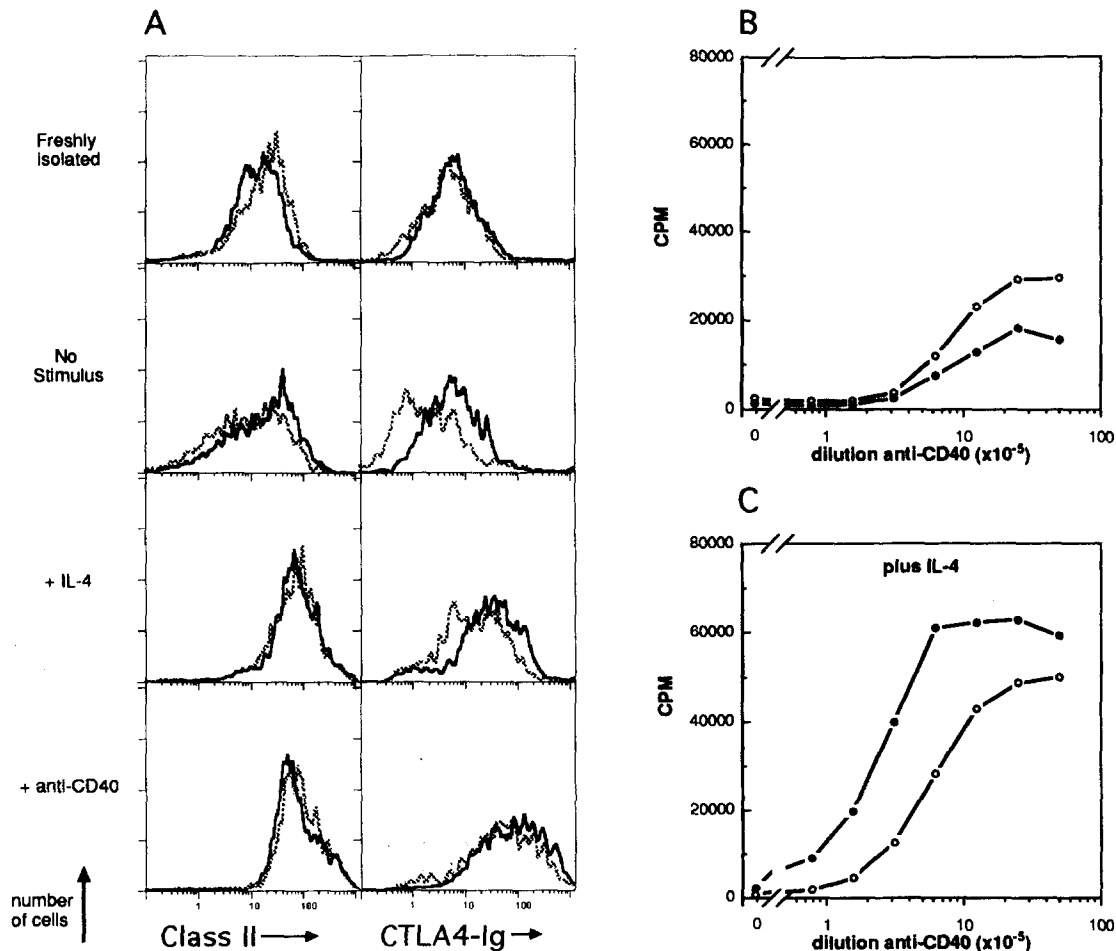 A
Freshly
isolated
No
Stimulus
+ IL-4
+ anti-CD40
number
of cells
1 10 100
1 10 100
Class II
CTLA4-Ig
B
80000
60000
40000
20000
0
CPM
0 1 10 100
dilution anti-CD40 (x10⁻⁵)
C
plus IL-4
80000
60000
40000
20000
0
CPM
0 1 10 100
dilution anti-CD40 (x10⁻⁵)